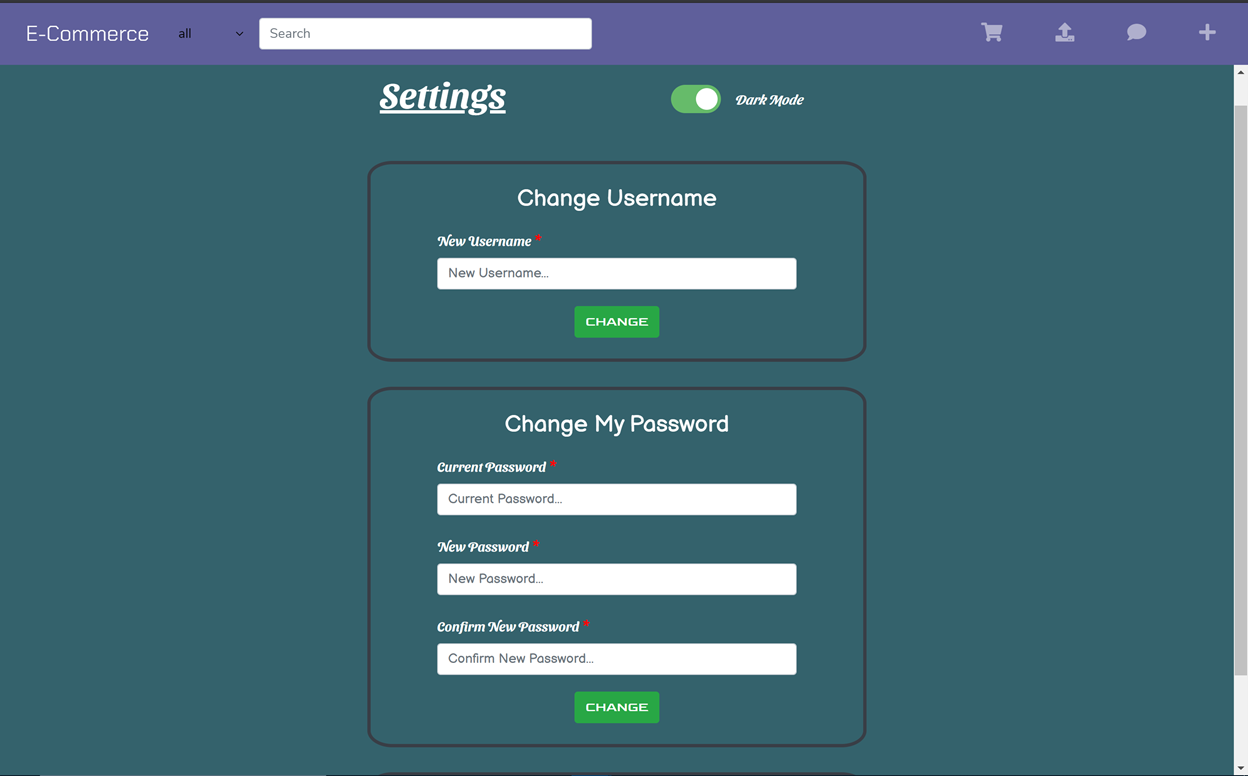 E-Commerce all Search
Settings Dark Mode
Change Username
New Username *
New Username...
CHANGE
Change My Password
Current Password *
Current Password...
New Password *
New Password...
Confirm New Password *
Confirm New Password...
CHANGE